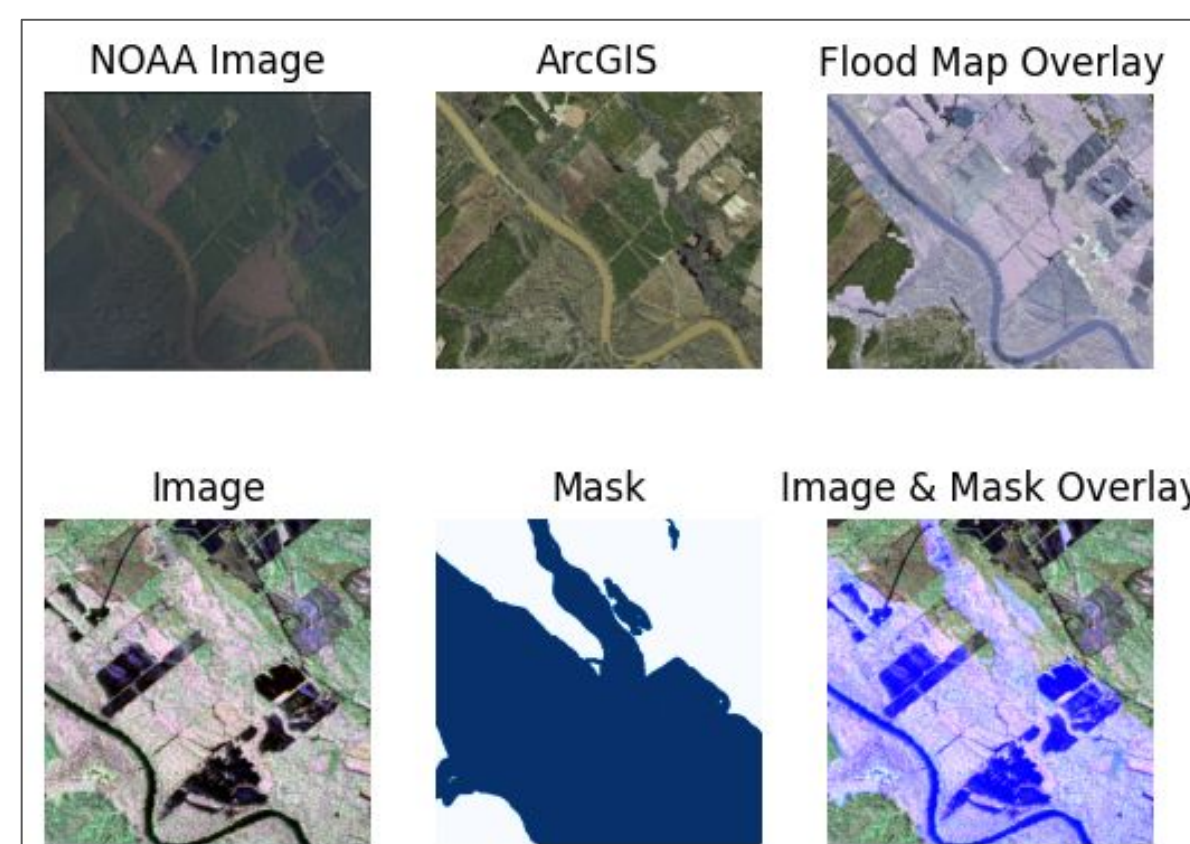 NOAA Image
ArcGIS
Flood Map Overlay
Image
Mask
Image & Mask Overlay